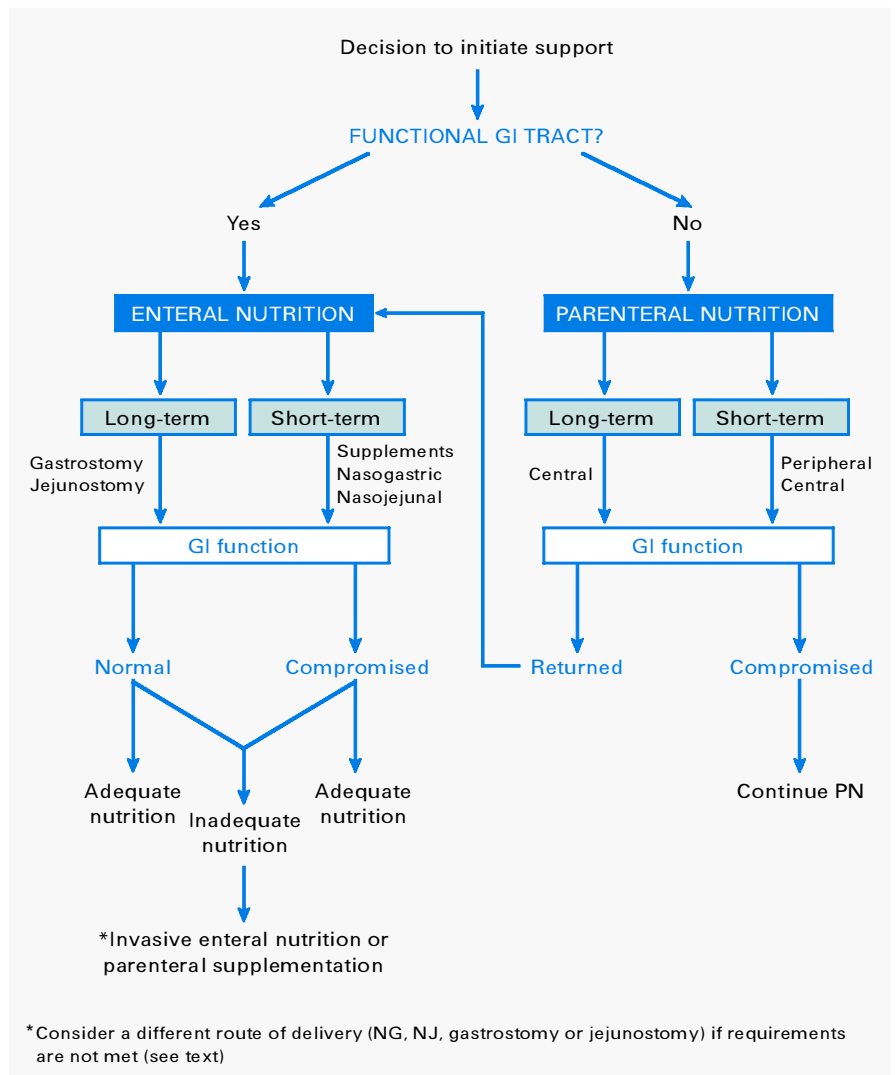 Decision to initiate support
FUNCTIONAL GI TRACT?
Yes
No
ENTERAL NUTRITION
PARENTERAL NUTRITION
Long-term
Short-term
Long-term
Short-term
Gastrostomy
Jejunostomy
Supplements
Nasogastric
Nasojejunal
Central
Peripheral
Central
GI function
GI function
Normal
Compromised
Returned
Compromised
Adequate
nutrition
Inadequate
nutrition
Adequate
nutrition
Continue PN
*Invasive enteral nutrition or
parenteral supplementation
*Consider a different route of delivery (NG, NJ, gastrostomy or jejunostomy) if requirements
are not met (see text)